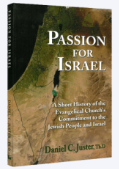 PASSION
FOR
ISRAEL
A Short History of the
Evangelical Church's
Commitment to the
Jewish People and Israel
Daniel C. Juster, Th.D.